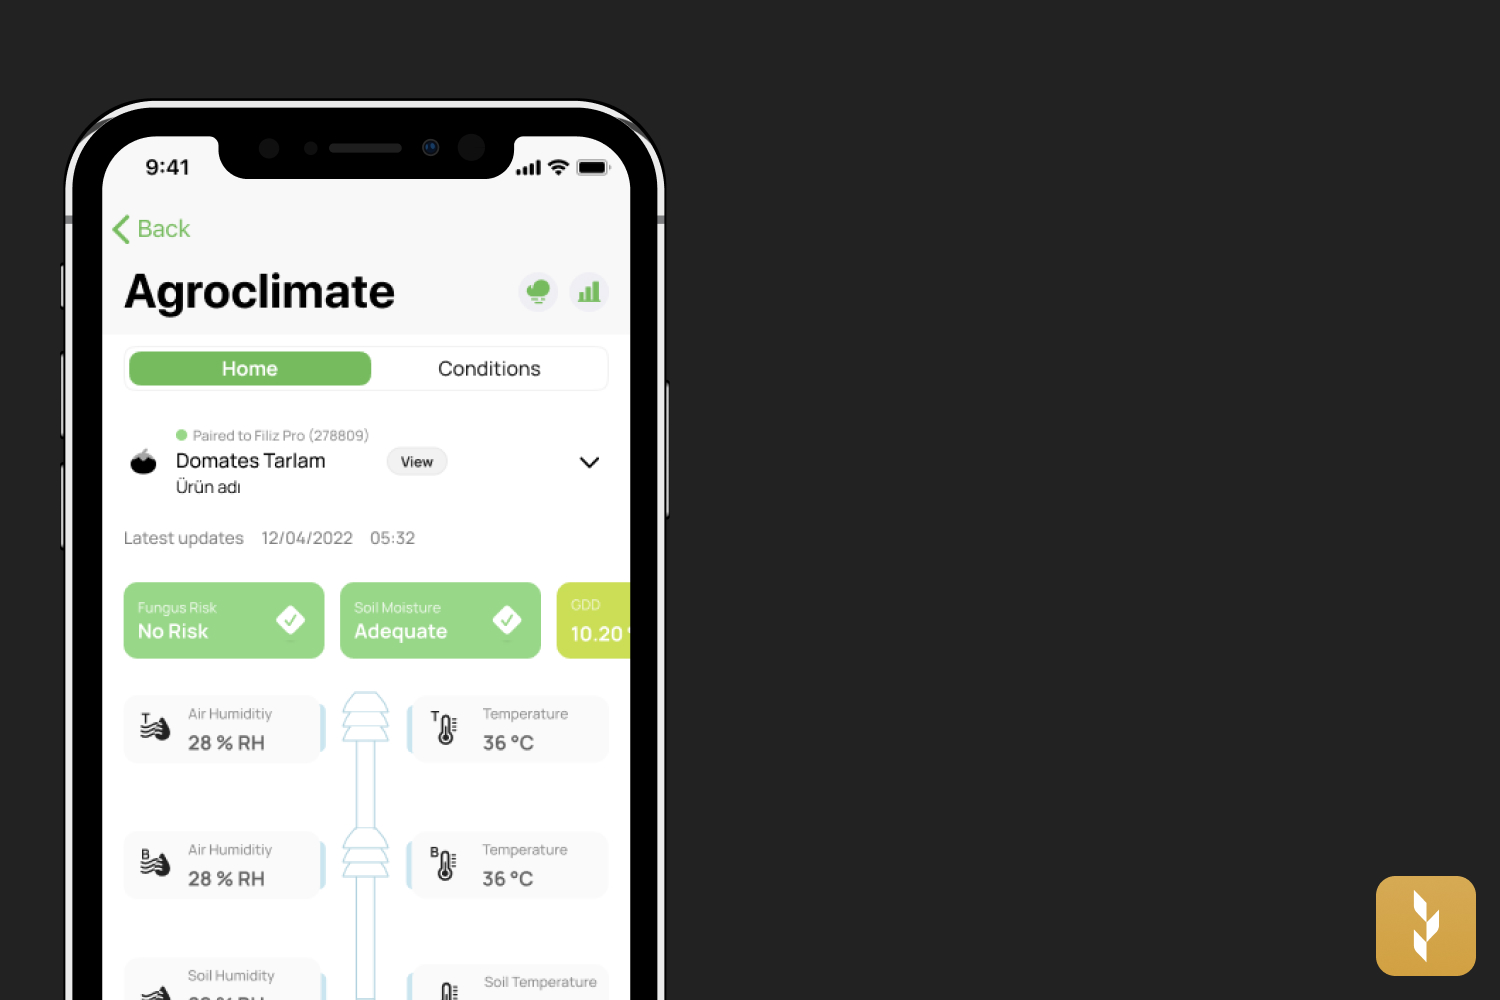 9:41
Back
Agroclimate
Home
Conditions
Paired to Filiz Pro (278809)
Domates Tarlam
View
Ürün adı
Latest updates 12/04/2022 05:32
Fungus Risk
No Risk
Soil Moisture
Adequate
GDD
10.20
T
Air Humiditiy
28 % RH
T
Temperature
36 °C
B
Air Humiditiy
28 % RH
B
Temperature
36 °C
Soil Humidity
Soil Temperature